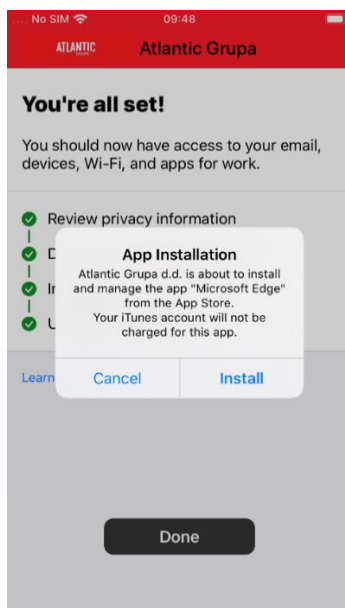 No SIM 09:48
ATLANTIC Atlantic Grupa
You're all set!
You should now have access to your email,
devices, Wi-Fi, and apps for work.
Review privacy information
D
App Installation
Atlantic Grupa d.d. is about to install
and manage the app "Microsoft Edge"
from the App Store.
Your iTunes account will not be
charged for this app.
In
U
Learn
Cancel Install
Done